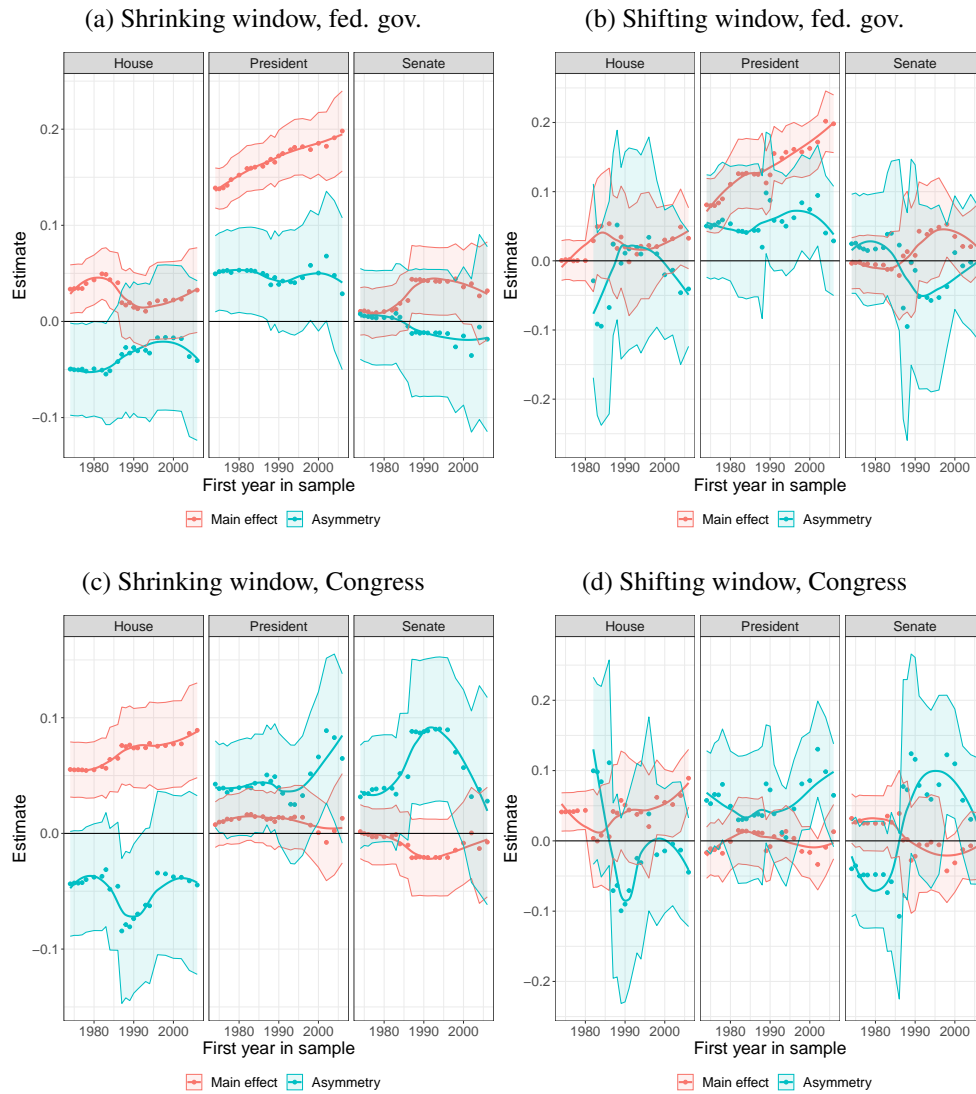 (a) Shrinking window, fed. gov.
House President Senate
Estimate
0.2
0.1
0.0
−0.1
1980 1990 2000 1980 1990 2000 1980 1990 2000
First year in sample
Main effect Asymmetry
(b) Shifting window, fed. gov.
House President Senate
Estimate
0.2
0.1
0.0
−0.1
−0.2
1980 1990 2000 1980 1990 2000 1980 1990 2000
First year in sample
Main effect Asymmetry
(c) Shrinking window, Congress
House President Senate
Estimate
0.1
0.0
−0.1
1980 1990 2000 1980 1990 2000 1980 1990 2000
First year in sample
Main effect Asymmetry
(d) Shifting window, Congress
House President Senate
Estimate
0.2
0.1
0.0
−0.1
−0.2
1980 1990 2000 1980 1990 2000 1980 1990 2000
First year in sample
Main effect Asymmetry